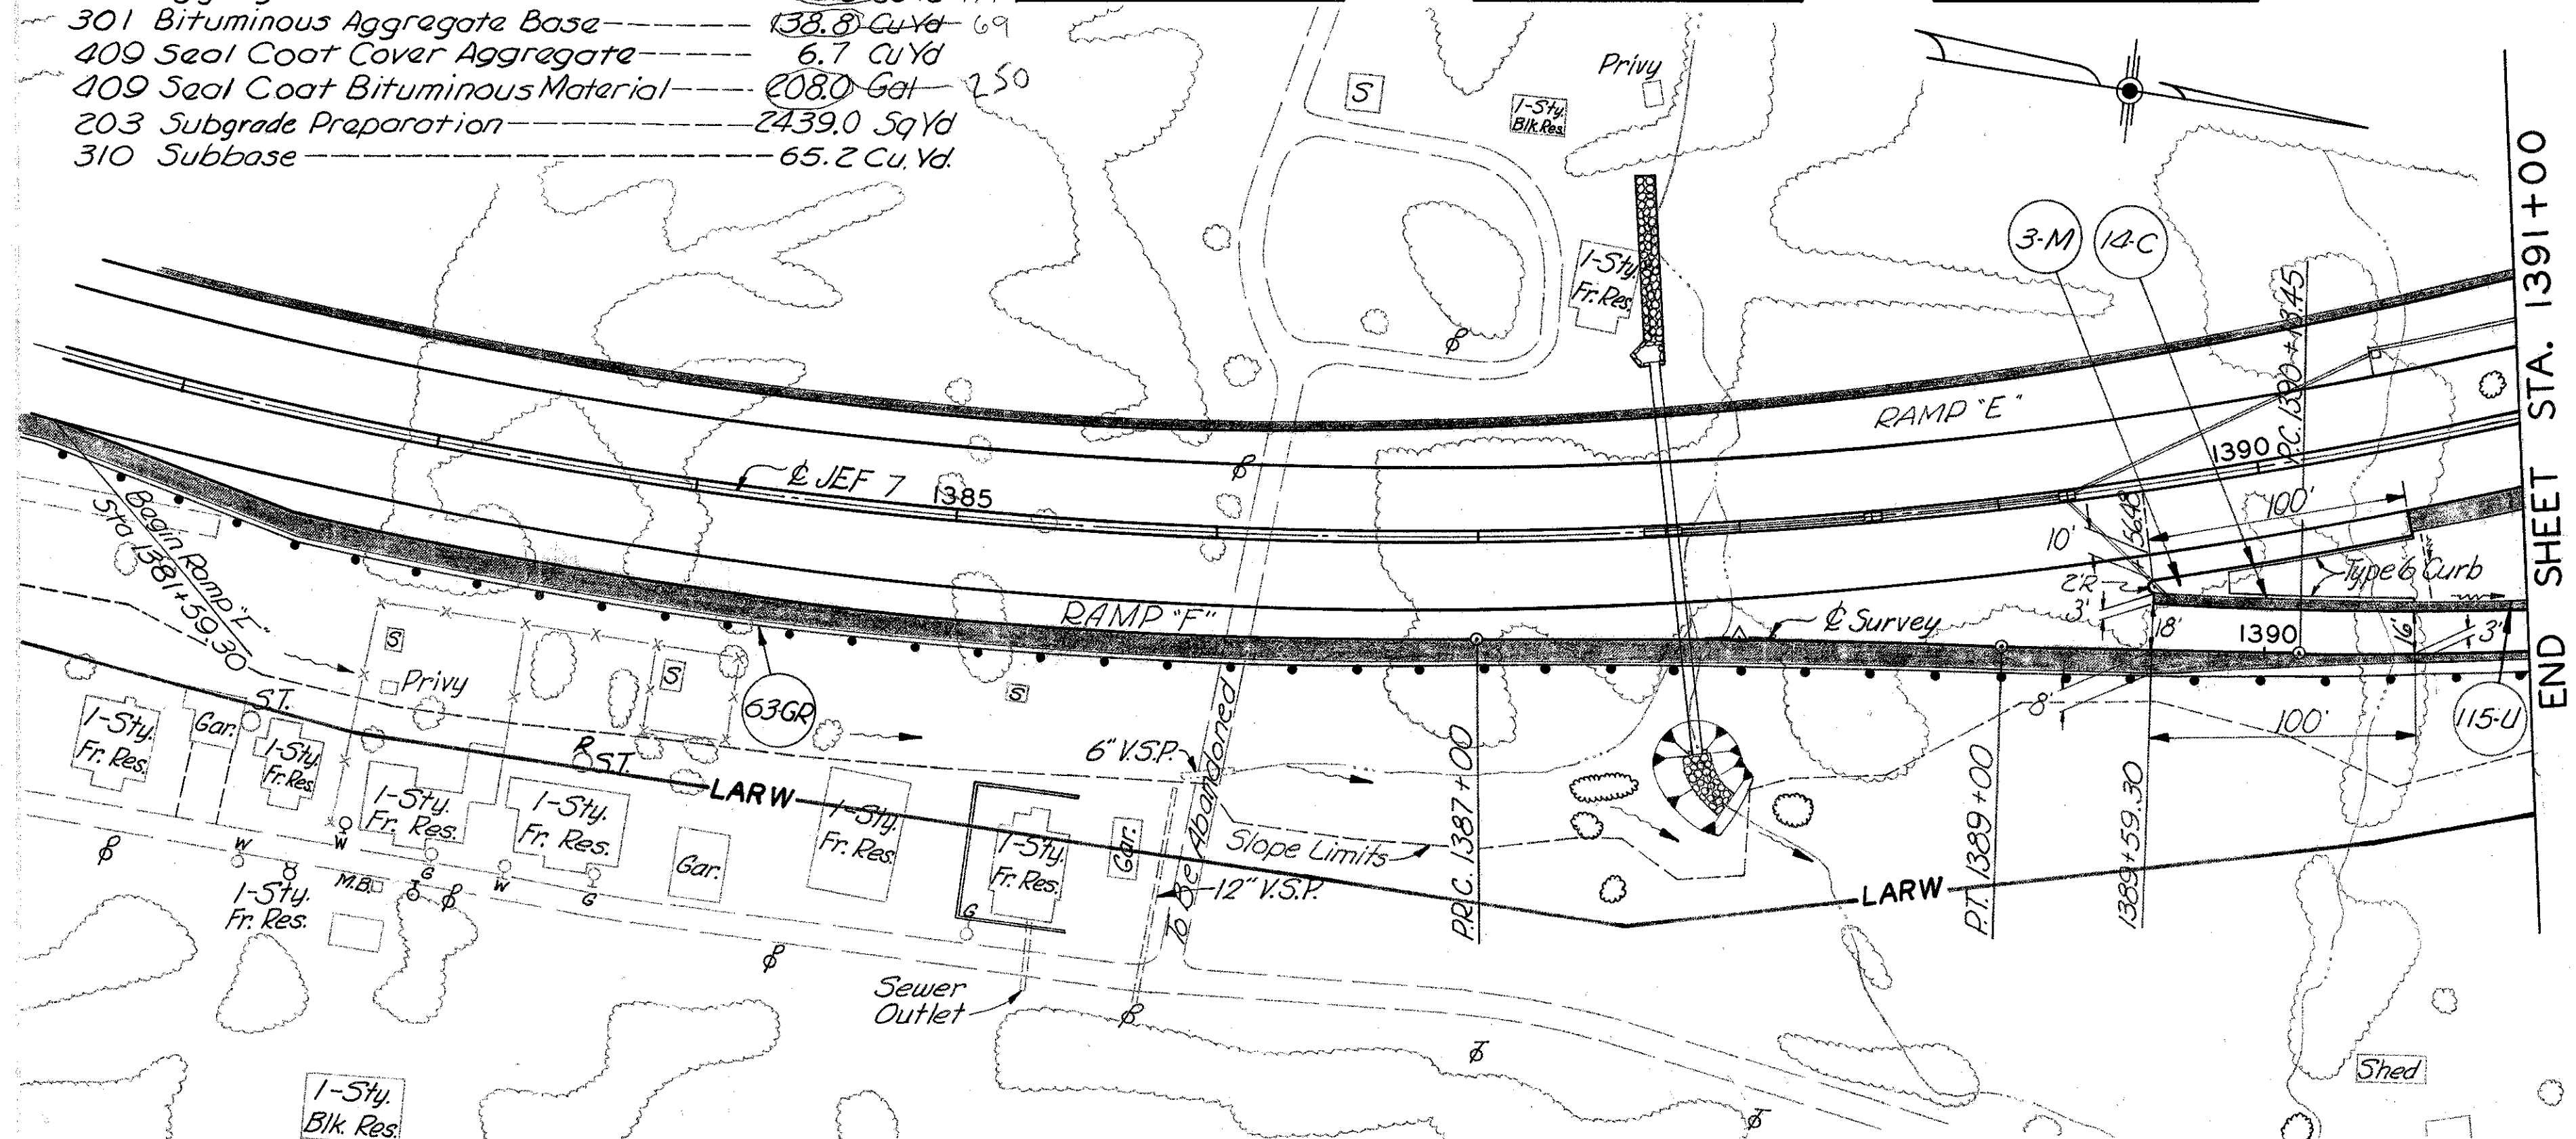 301 Bituminous Aggregate Base 138.8 CuYd 69
409 Seal Coat Cover Aggregate 6.7 CuYd
409 Seal Coat Bituminous Material 208.0 Gal 250
203 Subgrade Preparation 2439.0 SqYd
310 Subbase 65.2 Cu.Yd.
S
1-Sty.
Blk.Res.
Privy
1-Sty.
Fr.Res.
3-M
14-C
P.C. 1390+13.45
END SHEET STA. 1391+00
RAMP "E"
℄ JEF 7
1385
1390
100'
+56.48
10'
2'R
3'
18'
Type 6 Curb
1390
16'
3'
RAMP "F"
℄ Survey
Begin Ramp "F"
Sta 1381+59.30
S
Privy
S
S
63-GR
8'
100'
115-U
1-Sty.
Fr. Res.
Gar.
S.T.
1-Sty.
Fr.Res.
1-Sty.
Fr. Res.
P
S.T.
1-Sty.
Fr. Res.
LARW
Gar.
1-Sty.
Fr. Res.
1-Sty.
Fr. Res.
Gar.
6" V.S.P.
To Be Abandoned
12" V.S.P.
Slope Limits
P.R.C. 1387+00
P.T. 1389+00
1389+59.30
LARW
W
W
G
W
G
G
M.B.
1-Sty.
Fr. Res.
Sewer
Outlet
1-Sty.
Blk. Res.
Shed